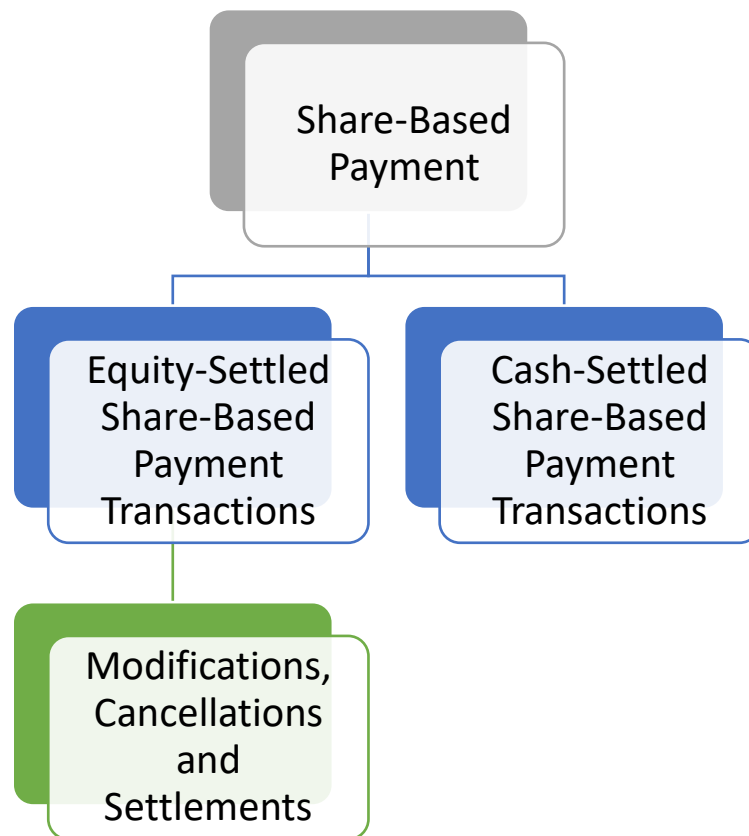 Share-Based
Payment
Equity-Settled
Share-Based
Payment
Transactions
Cash-Settled
Share-Based
Payment
Transactions
Modifications,
Cancellations
and
Settlements